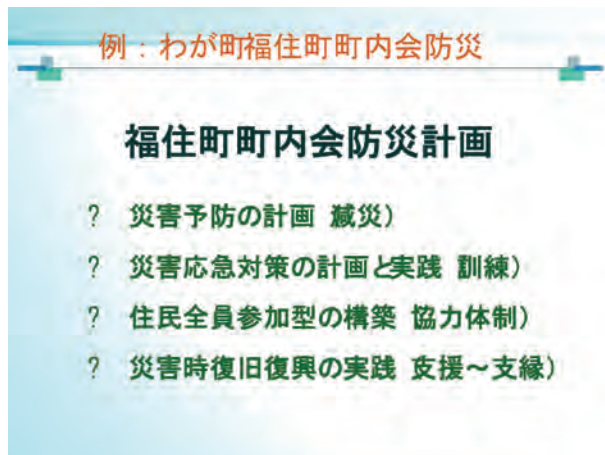 例：わが町福住町町内会防災
福住町町内会防災計画
? 災害予防の計画 減災）
? 災害応急対策の計画と実践 訓練）
? 住民全員参加型の構築 協力体制）
? 災害時復旧復興の実践 支援～支縁）